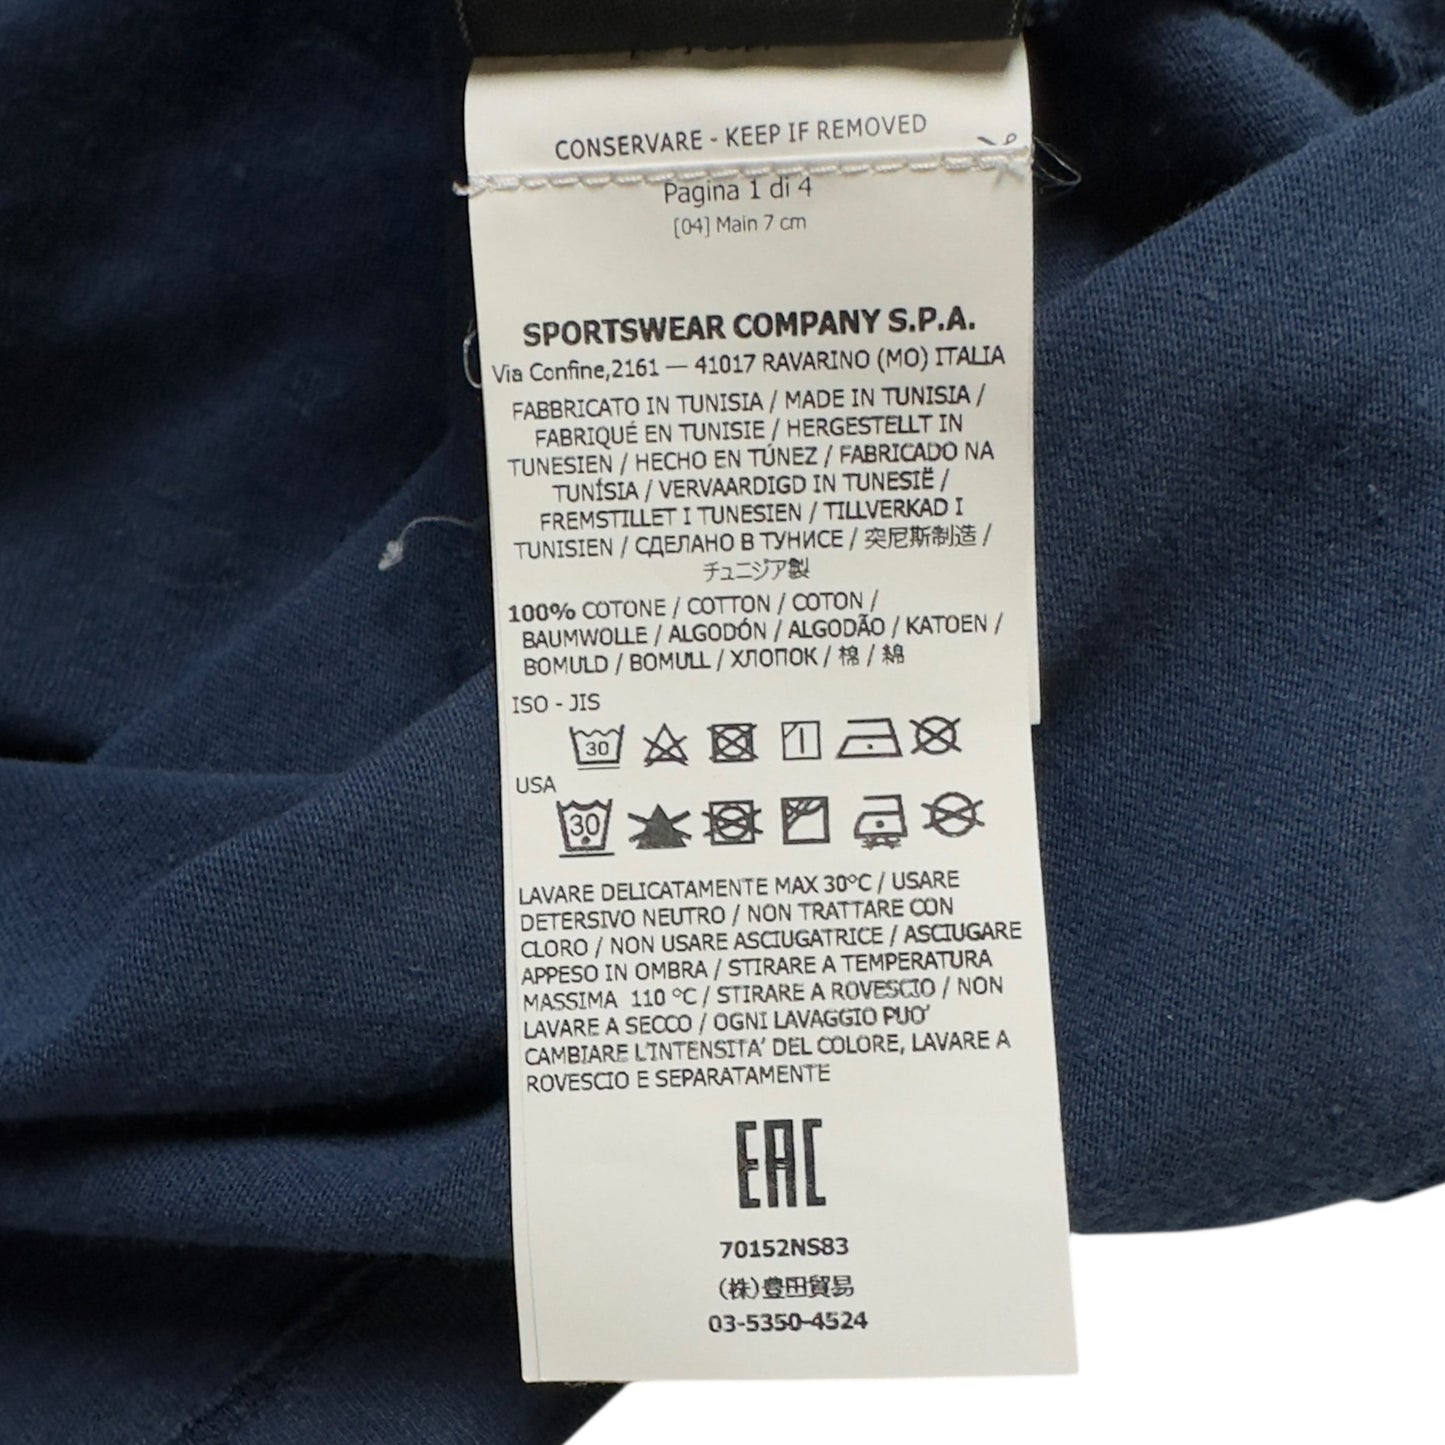 CONSERVARE - KEEP IF REMOVED
Pagina 1 di 4
[04] Main 7 cm
SPORTSWEAR COMPANY S.P.A.
Via Confine,2161 — 41017 RAVARINO (MO) ITALIA
FABBRICATO IN TUNISIA / MADE IN TUNISIA /
FABRIQUÉ EN TUNISIE / HERGESTELLT IN
TUNESIEN / HECHO EN TÚNEZ / FABRICADO NA
TUNÍSIA / VERVAARDIGD IN TUNESIË /
FREMSTILLET I TUNESIEN / TILLVERKAD I
TUNISIEN / СДЕЛАНО В ТУНИСЕ / 突尼斯制造 /
チュニジア製
100% COTONE / COTTON / COTON /
BAUMWOLLE / ALGODÓN / ALGODÃO / KATOEN /
BOMULD / BOMULL / ХЛОПОК / 棉 / 綿
ISO - JIS
30
USA
30
LAVARE DELICATAMENTE MAX 30°C / USARE
DETERSIVO NEUTRO / NON TRATTARE CON
CLORO / NON USARE ASCIUGATRICE / ASCIUGARE
APPESO IN OMBRA / STIRARE A TEMPERATURA
MASSIMA 110 °C / STIRARE A ROVESCIO / NON
LAVARE A SECCO / OGNI LAVAGGIO PUO'
CAMBIARE L'INTENSITA' DEL COLORE, LAVARE A
ROVESCIO E SEPARATAMENTE
EAC
70152NS83
(株)豊田貿易
03-5350-4524